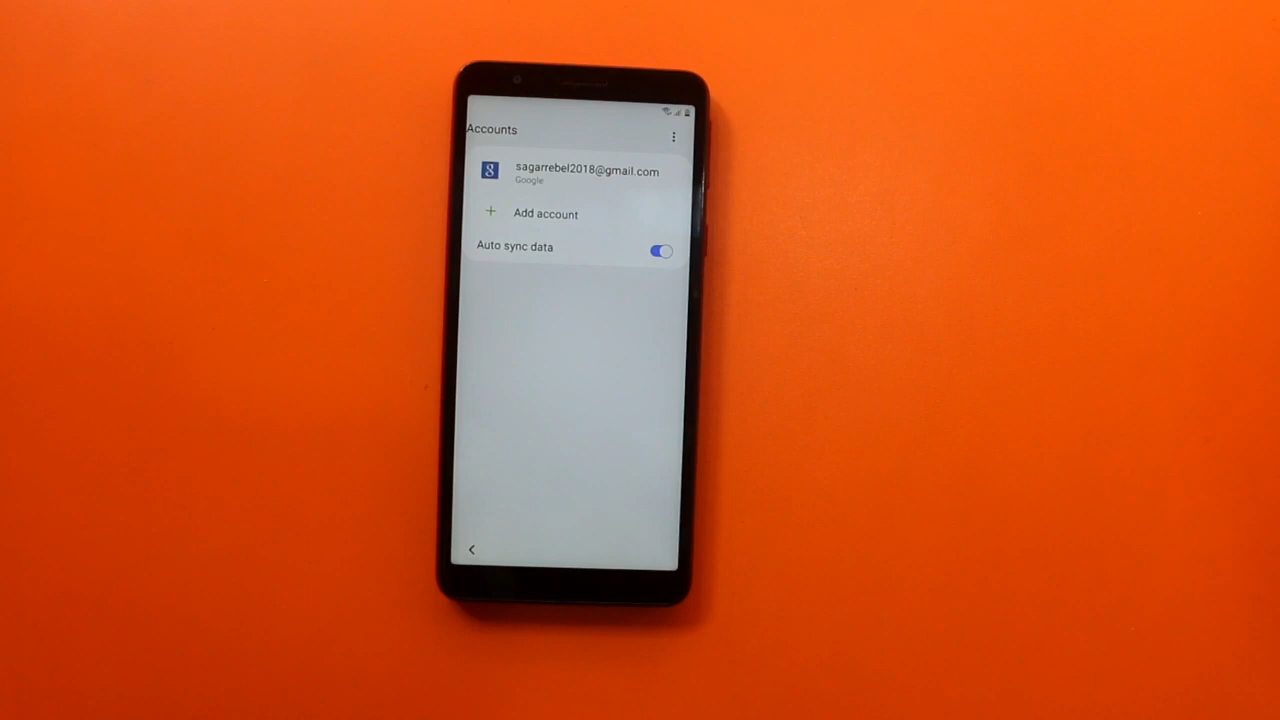 Accounts
sagarrebel2018@gmail.com
Google
Add account
Auto sync data